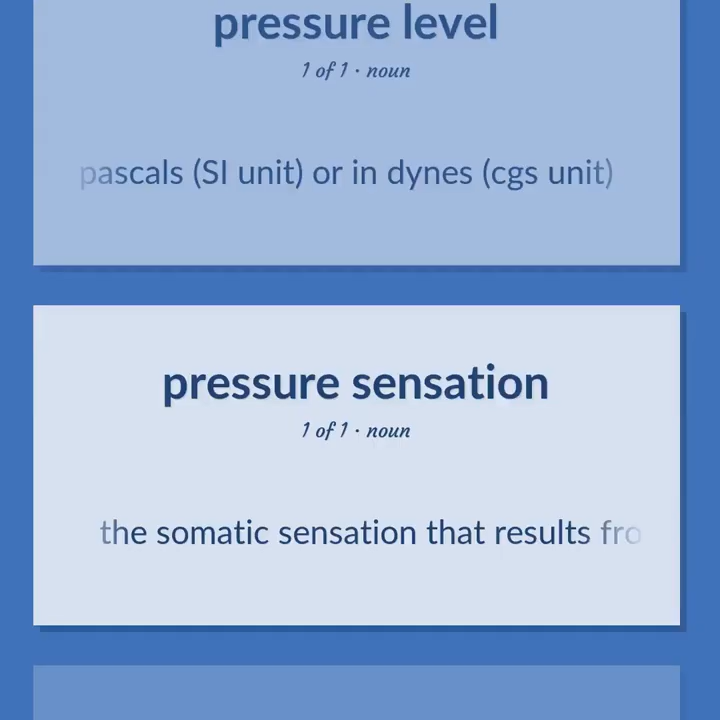 pressure level
1 of 1 · noun
pascals (SI unit) or in dynes (cgs unit)
pressure sensation
1 of 1 · noun
the somatic sensation that results fro